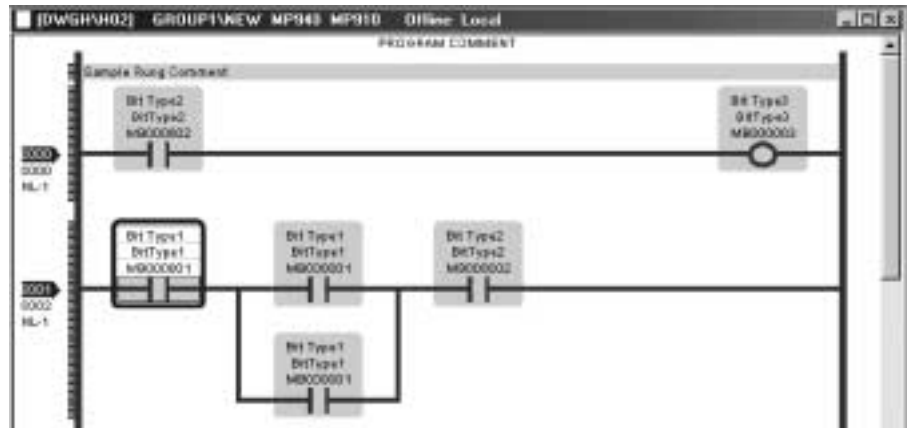 [DWGH\H02] GROUP1\NEW MP940 MP910 Offline Local
PROGRAM COMMENT
Sample Rung Comment
Bit Type2
BitType2
MB000002
Bit Type3
BitType3
MB000003
0000
0000
NL-1
Bit Type1
BitType1
MB000001
Bit Type1
BitType1
MB000001
Bit Type2
BitType2
MB000002
0001
0002
NL-1
Bit Type1
BitType1
MB000001